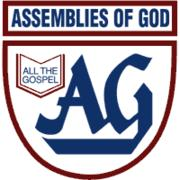 ASSEMBLIES OF GOD
ALL THE
GOSPEL
AG